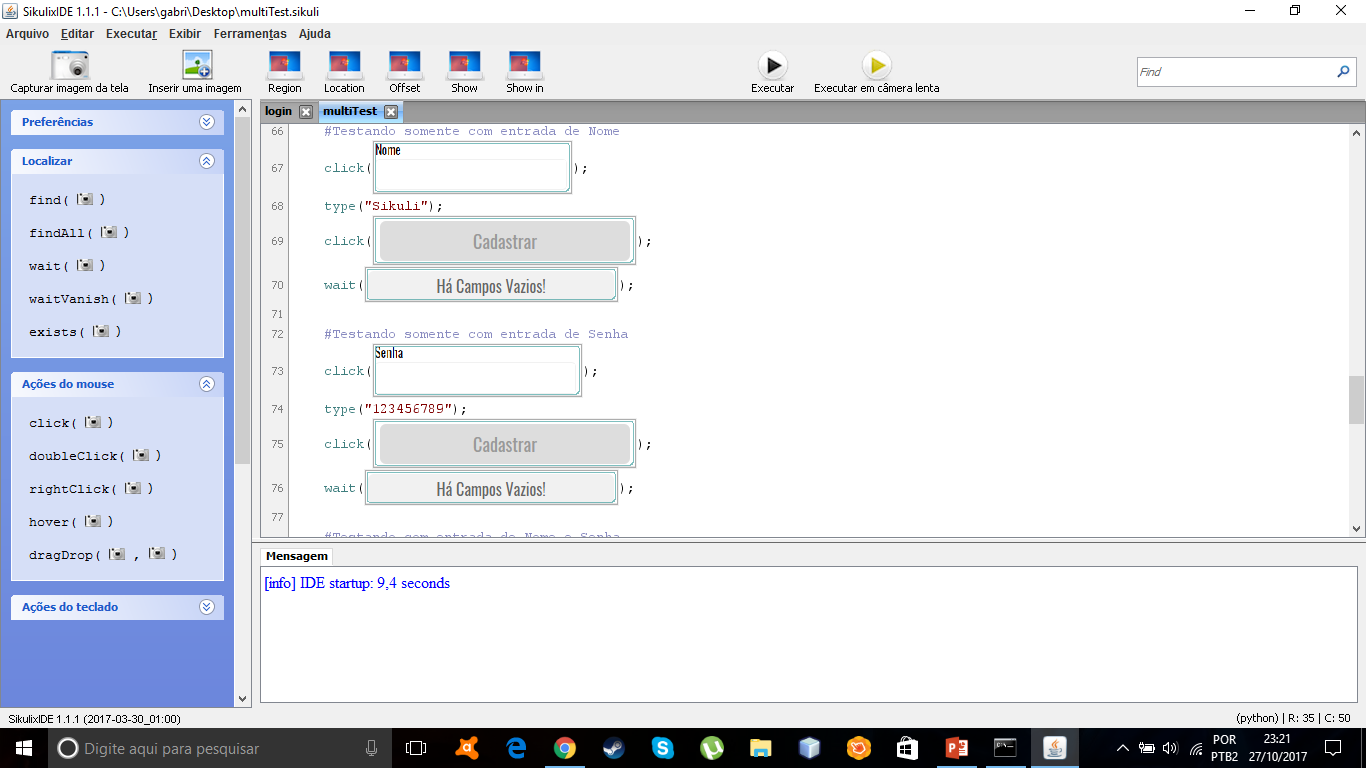 SikulixIDE 1.1.1 - C:\Users\gabri\Desktop\multiTest.sikuli
Arquivo Editar Executar Exibir Ferramentas Ajuda
Capturar imagem da tela Inserir uma imagem Region Location Offset Show Show in Executar Executar em câmera lenta Find
Preferências
Localizar
find( )
findAll( )
wait( )
waitVanish( )
exists( )
Ações do mouse
click( )
doubleClick( )
rightClick( )
hover( )
dragDrop( , )
Ações do teclado
login multiTest
66 #Testando somente com entrada de Nome
Nome
67 click( );
68 type("Sikuli");
69 click( Cadastrar );
70 wait( Há Campos Vazios! );
71
72 #Testando somente com entrada de Senha
Senha
73 click( );
74 type("123456789");
75 click( Cadastrar );
76 wait( Há Campos Vazios! );
77
#Testando com entrada de Nome e Senha
Mensagem
[info] IDE startup: 9,4 seconds
SikulixIDE 1.1.1 (2017-03-30_01:00) (python) | R: 35 | C: 50
Digite aqui para pesquisar
POR 23:21
PTB2 27/10/2017